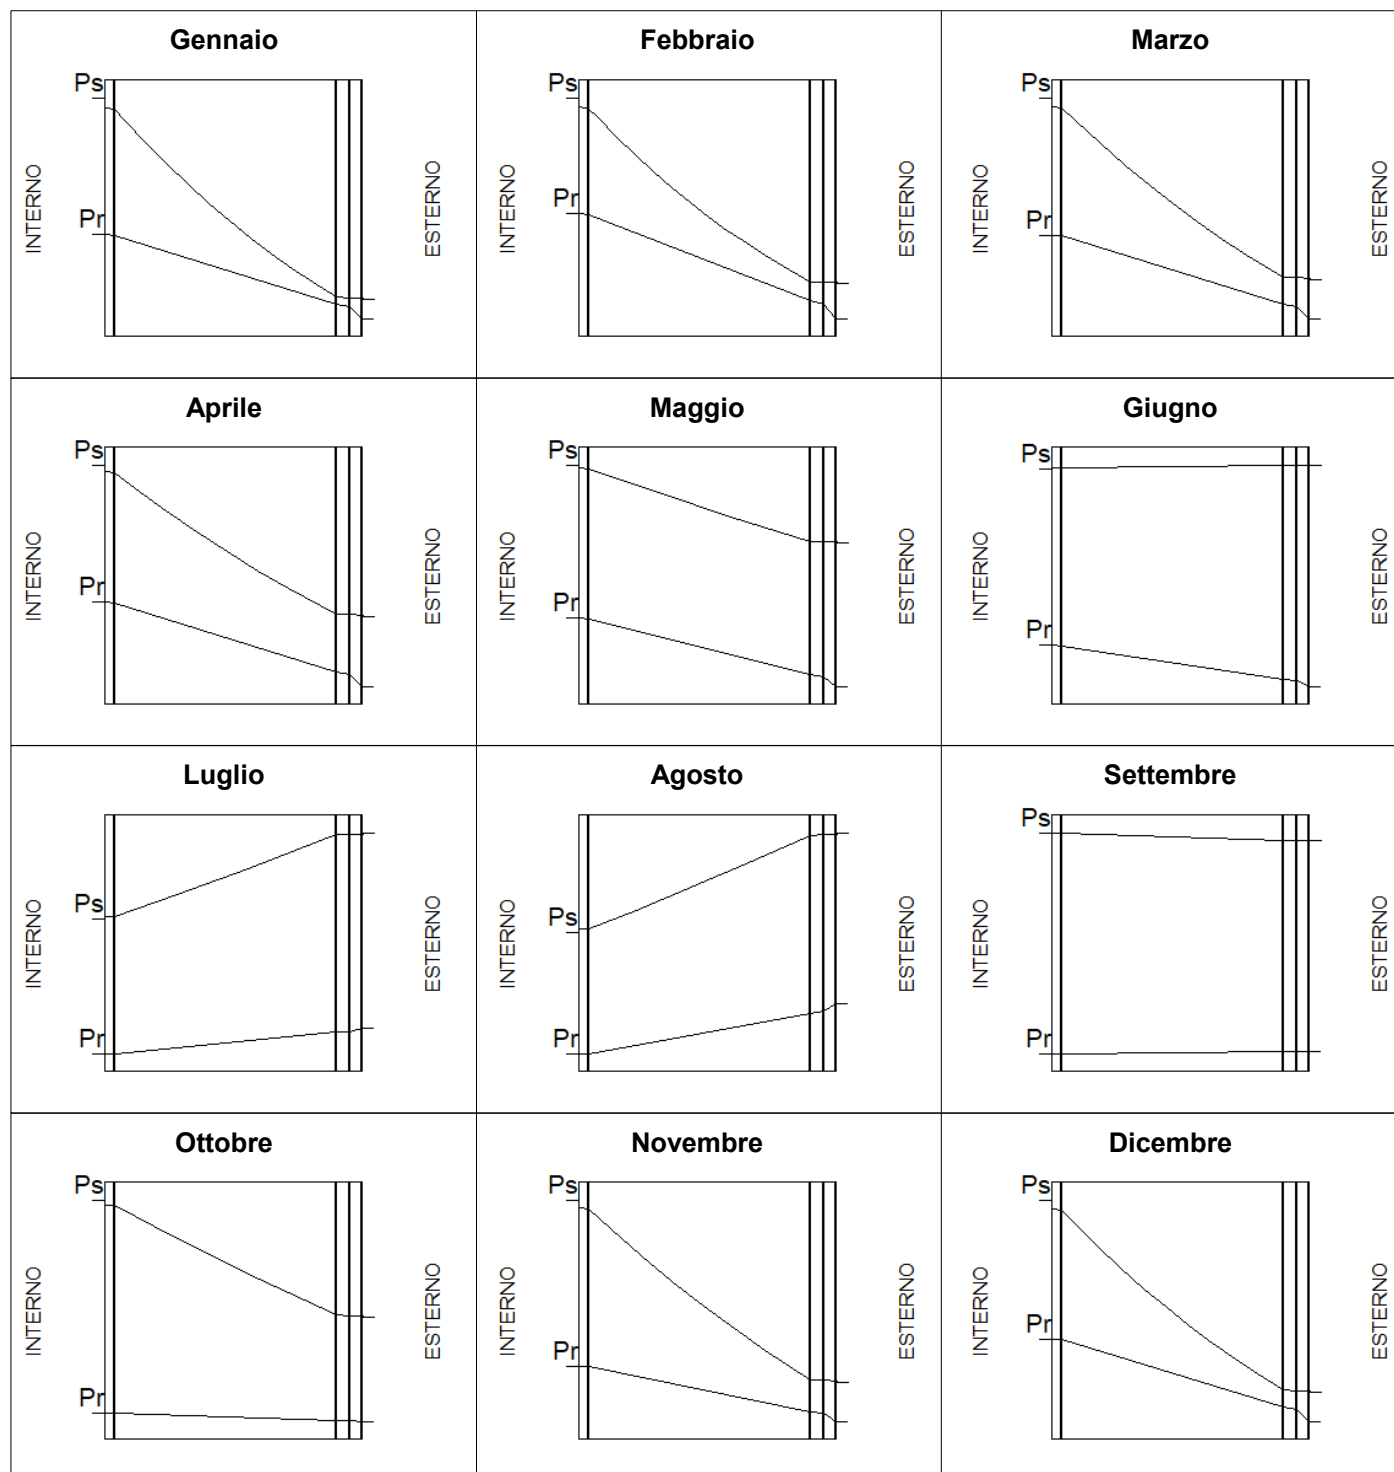 Gennaio
Febbraio
Marzo
Ps
Pr
INTERNO
ESTERNO
Ps
Pr
INTERNO
ESTERNO
Ps
Pr
INTERNO
ESTERNO
Aprile
Maggio
Giugno
Ps
Pr
INTERNO
ESTERNO
Ps
Pr
INTERNO
ESTERNO
Ps
Pr
INTERNO
ESTERNO
Luglio
Agosto
Settembre
Ps
Pr
INTERNO
ESTERNO
Ps
Pr
INTERNO
ESTERNO
Ps
Pr
INTERNO
ESTERNO
Ottobre
Novembre
Dicembre
Ps
Pr
INTERNO
ESTERNO
Ps
Pr
INTERNO
ESTERNO
Ps
Pr
INTERNO
ESTERNO